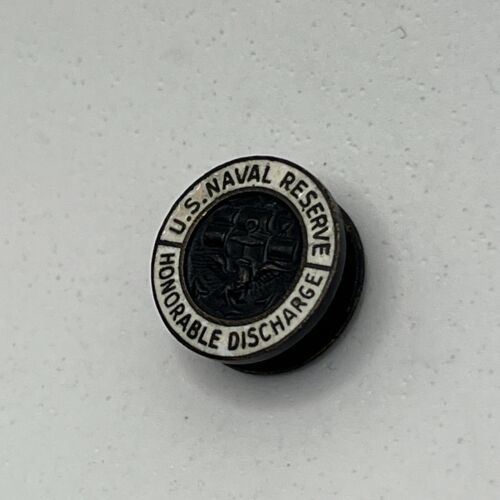 U.S. NAVAL RESERVE
HONORABLE DISCHARGE